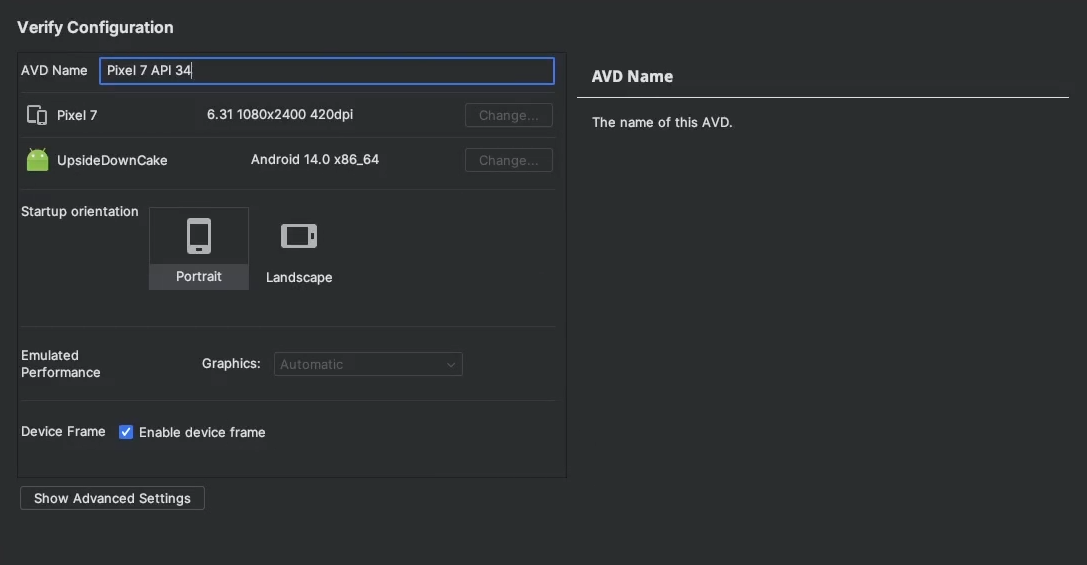 Verify Configuration
AVD Name Pixel 7 API 34
Pixel 7 6.31 1080x2400 420dpi Change...
UpsideDownCake Android 14.0 x86_64 Change...
Startup orientation
Portrait
Landscape
Emulated
Performance
Graphics: Automatic
Device Frame Enable device frame
Show Advanced Settings
AVD Name
The name of this AVD.